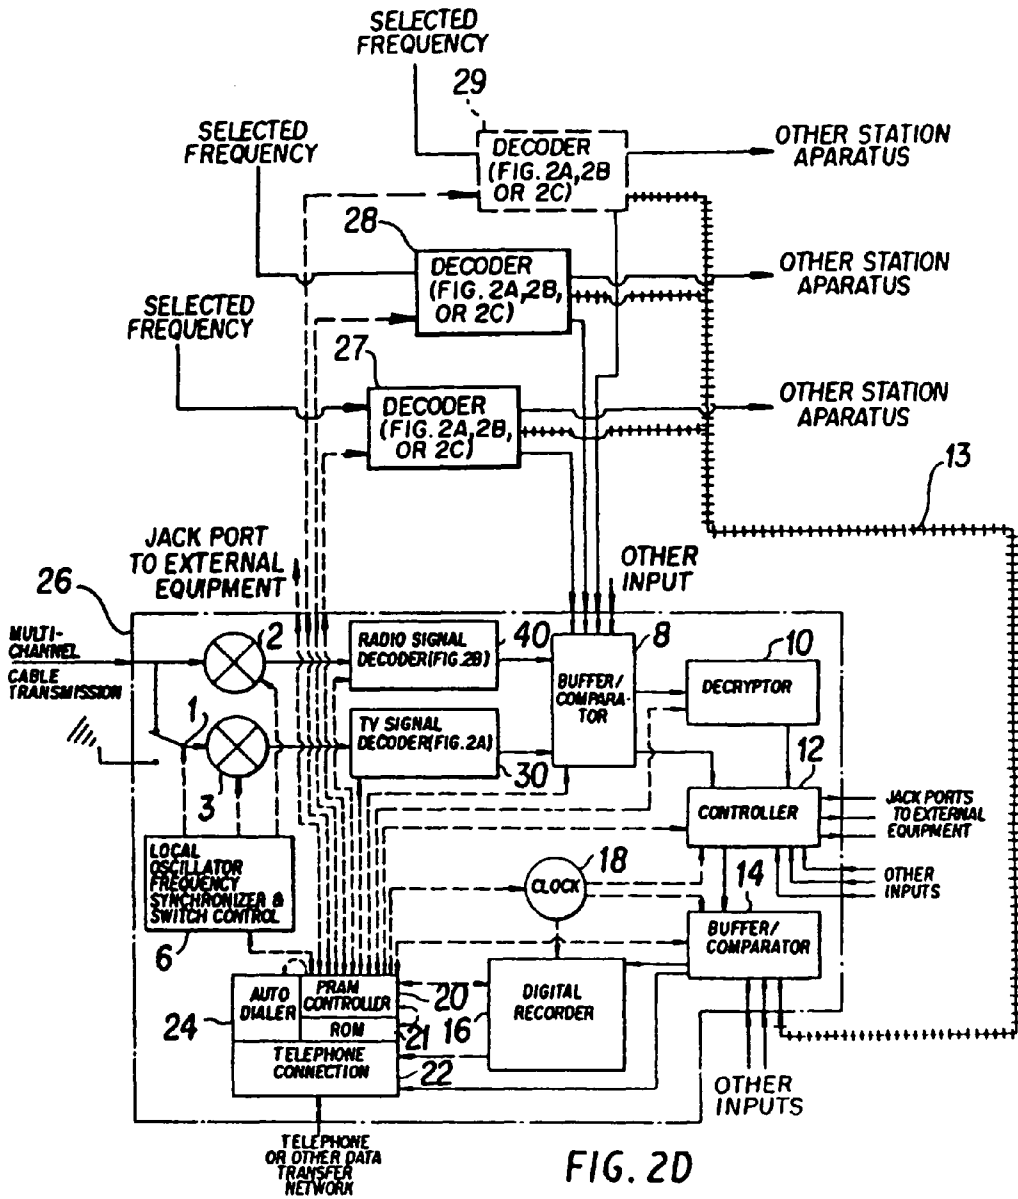 SELECTED
FREQUENCY
29
SELECTED
FREQUENCY
DECODER
(FIG. 2A, 2B
OR 2C)
OTHER STATION
APPARATUS
28
DECODER
(FIG. 2A, 2B,
OR 2C)
OTHER STATION
APPARATUS
SELECTED
FREQUENCY
27
DECODER
(FIG. 2A, 2B,
OR 2C)
OTHER STATION
APPARATUS
13
JACK PORT
TO EXTERNAL
EQUIPMENT
OTHER
INPUT
26
MULTI-
CHANNEL
CABLE
TRANSMISSION
2
RADIO SIGNAL
DECODER (FIG. 2B)
40
8
BUFFER/
COMPARA-
TOR
10
DECRYPTOR
1
TV SIGNAL
DECODER (FIG. 2A)
30
3
12
CONTROLLER
JACK PORTS
TO EXTERNAL
EQUIPMENT
LOCAL
OSCILLATOR
FREQUENCY
SYNCHRONIZER &
SWITCH CONTROL
6
18
CLOCK
OTHER
INPUTS
14
BUFFER/
COMPARATOR
AUTO
DIALER
24
PRAM
CONTROLLER
20
ROM
21
16
DIGITAL
RECORDER
TELEPHONE
CONNECTION
22
OTHER
INPUTS
TELEPHONE
OR OTHER DATA
TRANSFER
NETWORK
FIG. 2D